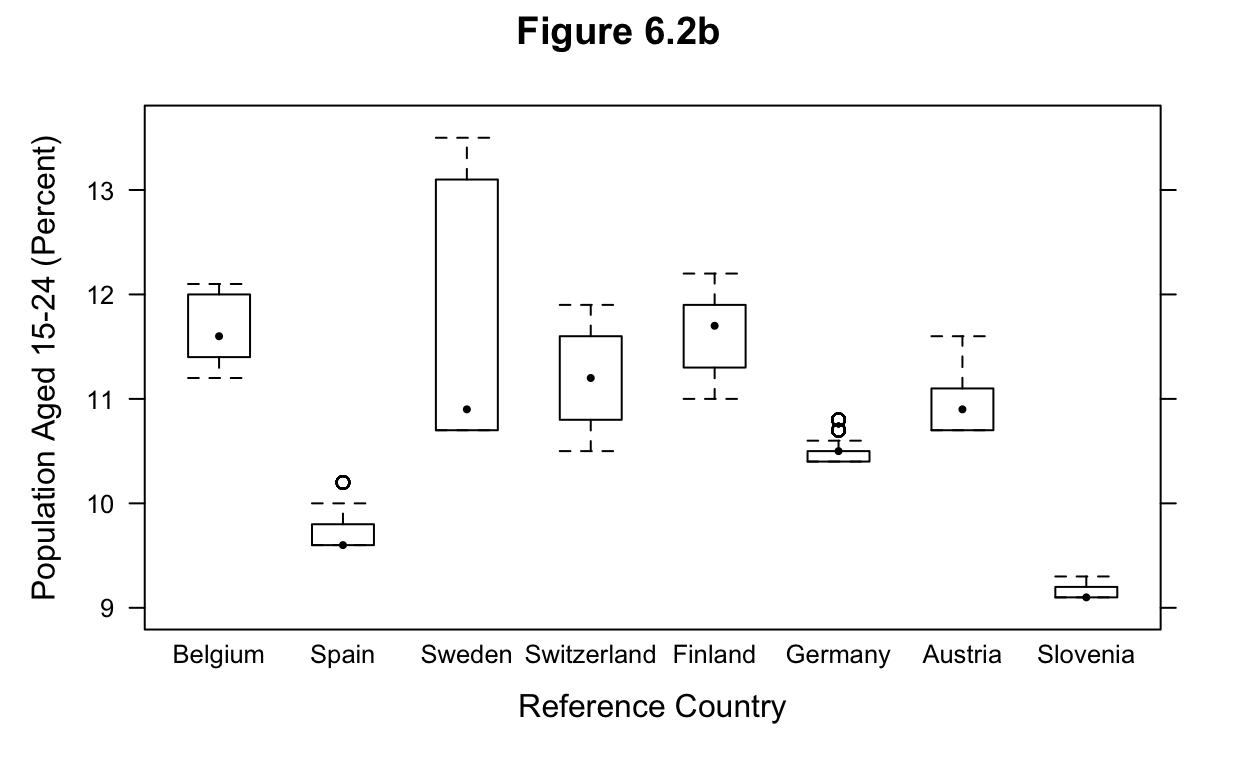 Figure 6.2b
Population Aged 15-24 (Percent)
13
12
11
10
9
Belgium Spain Sweden Switzerland Finland Germany Austria Slovenia
Reference Country